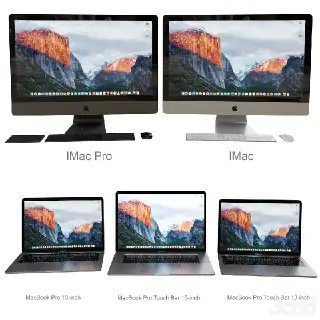 IMac Pro
IMac
MacBook Pro 13-inch
MacBook Pro Touch Bar 15-inch
MacBook Pro Touch Bar 13-inch